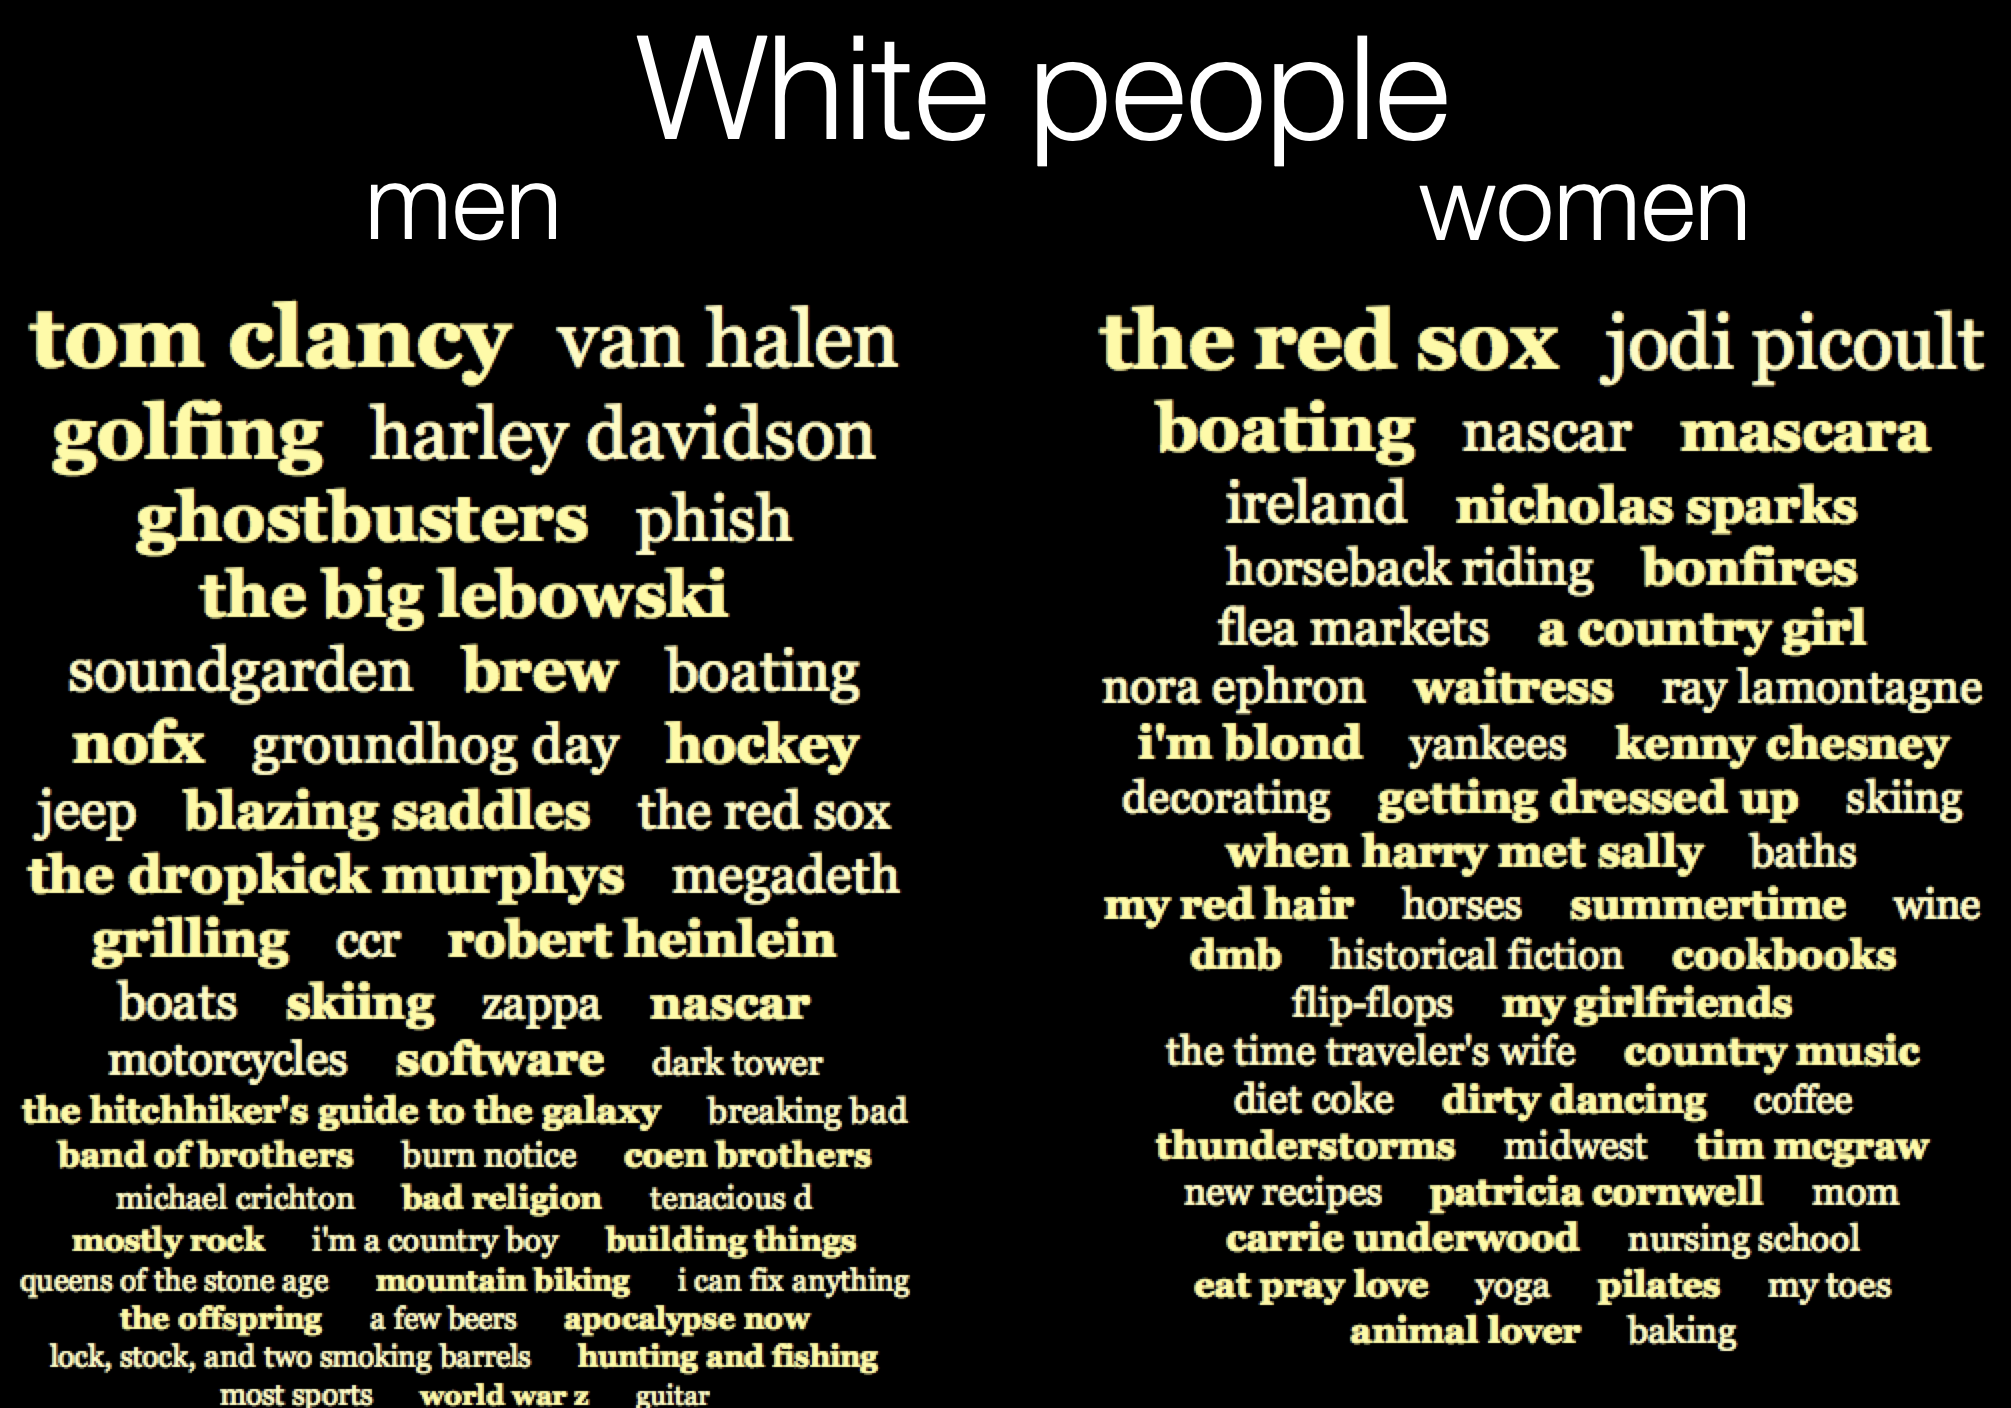 White people
men
tom clancy van halen
golfing harley davidson
ghostbusters phish
the big lebowski
soundgarden brew boating
nofx groundhog day hockey
jeep blazing saddles the red sox
the dropkick murphys megadeth
grilling ccr robert heinlein
boats skiing zappa nascar
motorcycles software dark tower
the hitchhiker's guide to the galaxy breaking bad
band of brothers burn notice coen brothers
michael crichton bad religion tenacious d
mostly rock i'm a country boy building things
queens of the stone age mountain biking i can fix anything
the offspring a few beers apocalypse now
lock, stock, and two smoking barrels hunting and fishing
most sports world war z guitar
women
the red sox jodi picoult
boating nascar mascara
ireland nicholas sparks
horseback riding bonfires
flea markets a country girl
nora ephron waitress ray lamontagne
i'm blond yankees kenny chesney
decorating getting dressed up skiing
when harry met sally baths
my red hair horses summertime wine
dmb historical fiction cookbooks
flip-flops my girlfriends
the time traveler's wife country music
diet coke dirty dancing coffee
thunderstorms midwest tim mcgraw
new recipes patricia cornwell mom
carrie underwood nursing school
eat pray love yoga pilates my toes
animal lover baking